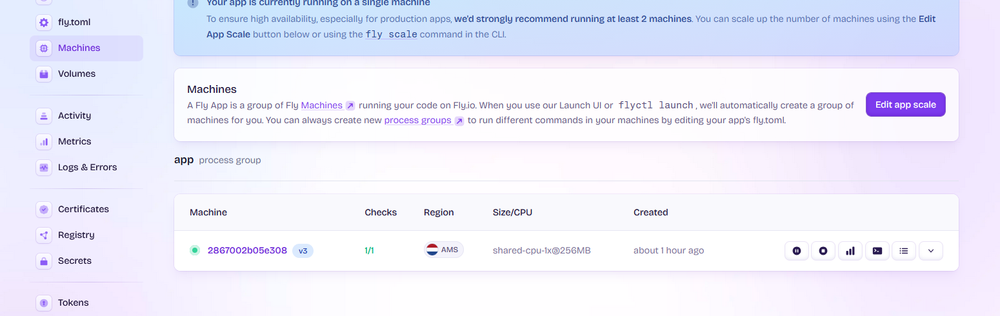 Your app is currently running on a single machine
To ensure high availability, especially for production apps, we'd strongly recommend running at least 2 machines. You can scale up the number of machines using the Edit
App Scale button below or using the fly scale command in the CLI.
fly.toml
Machines
Volumes
Activity
Metrics
Logs & Errors
Certificates
Registry
Secrets
Tokens
Machines
A Fly App is a group of Fly Machines running your code on Fly.io. When you use our Launch UI or flyctl launch, we'll automatically create a group of
machines for you. You can always create new process groups to run different commands in your machines by editing your app's fly.toml.
Edit app scale
app process group
Machine Checks Region Size/CPU Created
2867002b05e308 v3 1/1 AMS shared-cpu-1x@256MB about 1 hour ago